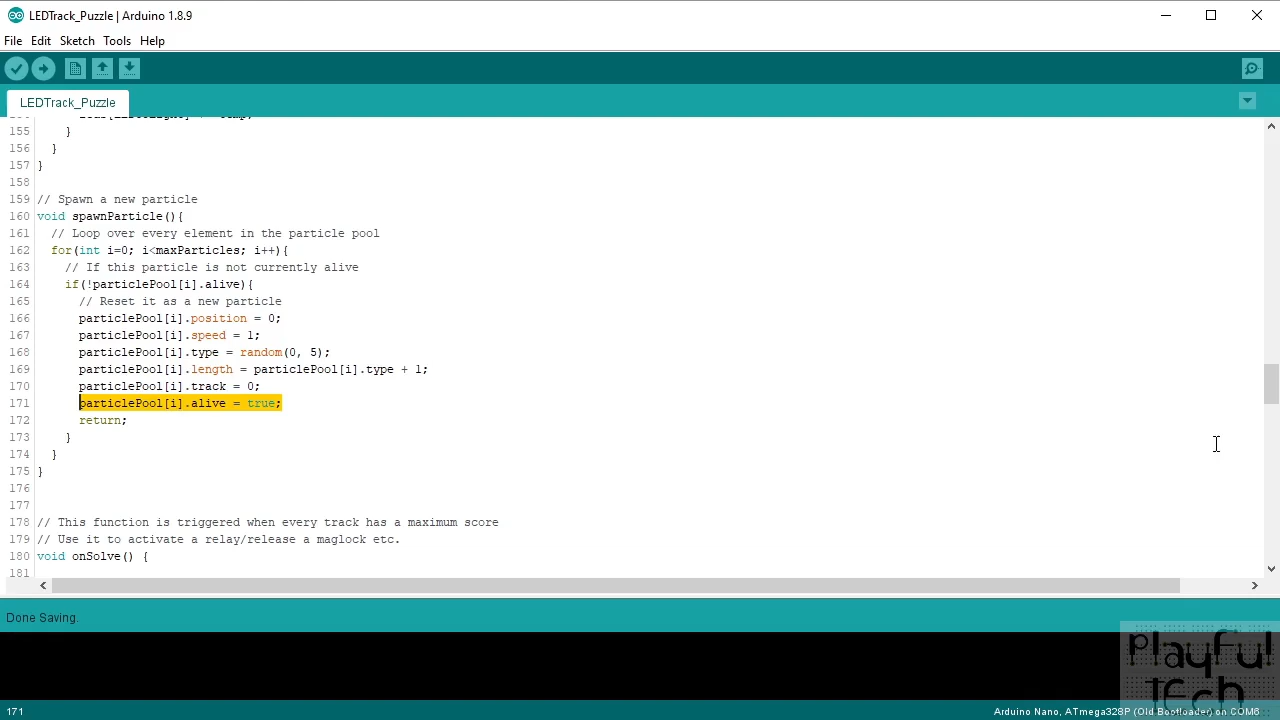 LEDTrack_Puzzle | Arduino 1.8.9
File Edit Sketch Tools Help
LEDTrack_Puzzle
155 }
156 }
157 }
158
159 // Spawn a new particle
160 void spawnParticle(){
161 // Loop over every element in the particle pool
162 for(int i=0; i<maxParticles; i++){
163 // If this particle is not currently alive
164 if(!particlePool[i].alive){
165 // Reset it as a new particle
166 particlePool[i].position = 0;
167 particlePool[i].speed = 1;
168 particlePool[i].type = random(0, 5);
169 particlePool[i].length = particlePool[i].type + 1;
170 particlePool[i].track = 0;
171 particlePool[i].alive = true;
172 return;
173 }
174 }
175 }
176
177
178 // This function is triggered when every track has a maximum score
179 // Use it to activate a relay/release a maglock etc.
180 void onSolve() {
181
Done Saving.
Playful
Tech
171 Arduino Nano, ATmega328P (Old Bootloader) on COM6